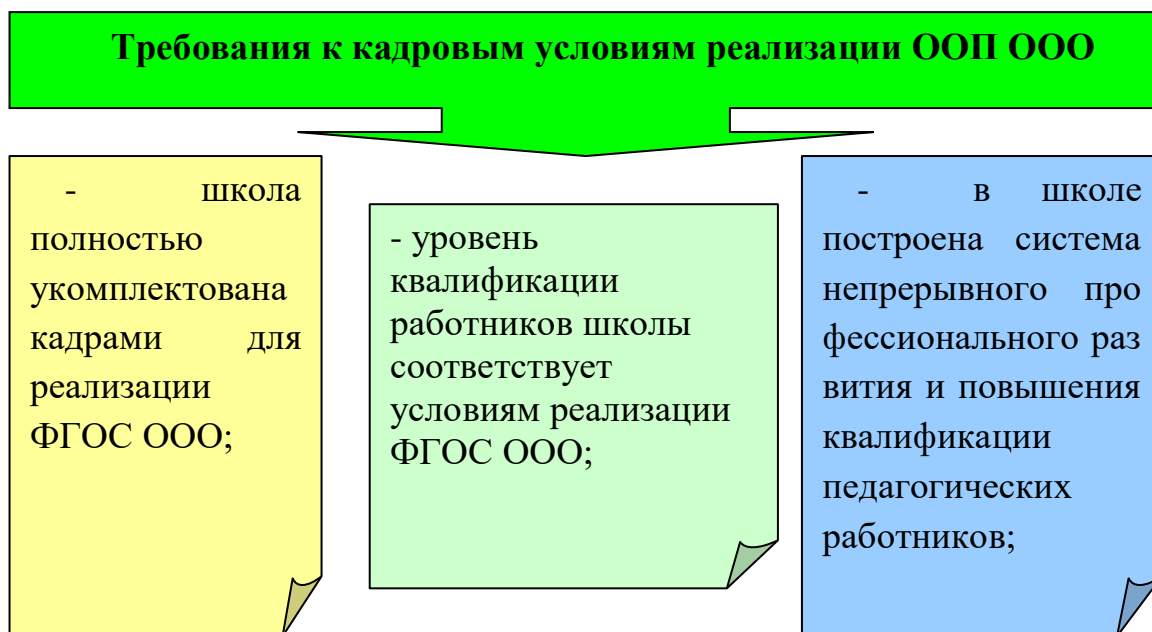 Требования к кадровым условиям реализации ООП ООО
- школа
полностью
укомплектована
кадрами для
реализации
ФГОС ООО;
- уровень
квалификации
работников школы
соответствует
условиям реализации
ФГОС ООО;
- в школе
построена система
непрерывного про
фессионального раз
вития и повышения
квалификации
педагогических
работников;